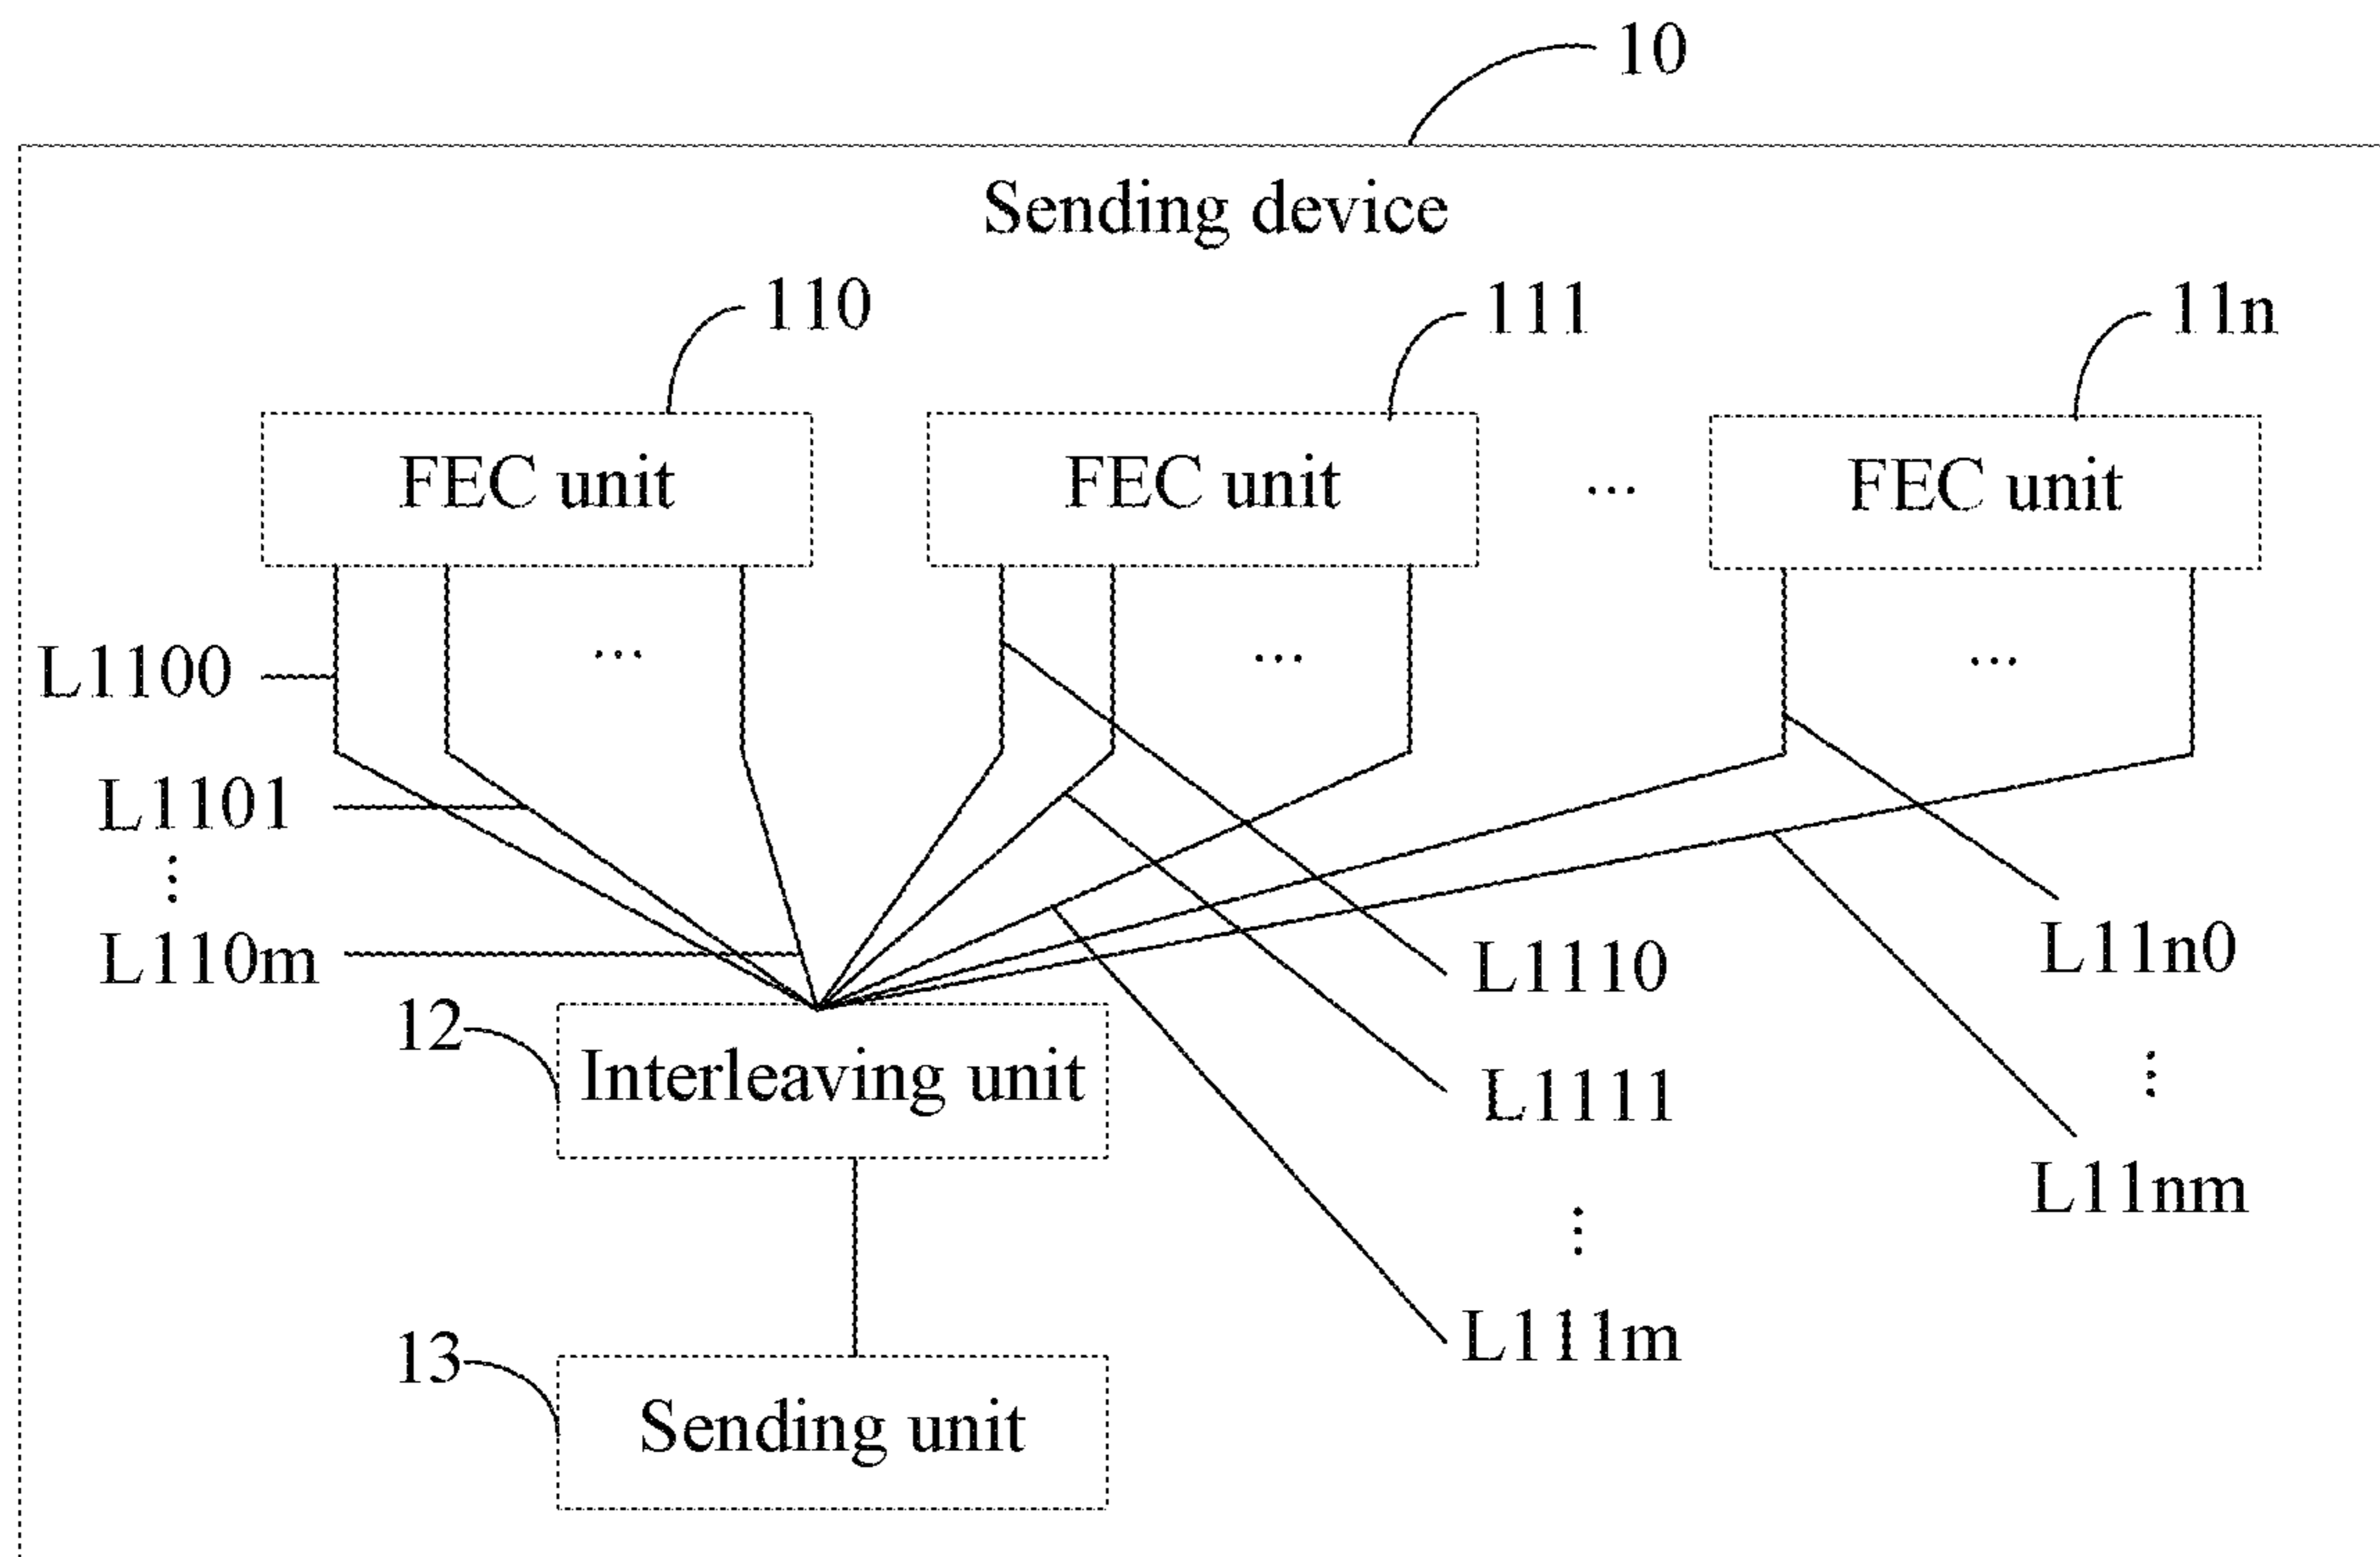 10
Sending device
110
111
11n
FEC unit
FEC unit
...
FEC unit
...
...
...
L1100
L1101
⋮
L110m
L1110
L11n0
12
Interleaving unit
L1111
⋮
L11nm
⋮
13
L111m
Sending unit